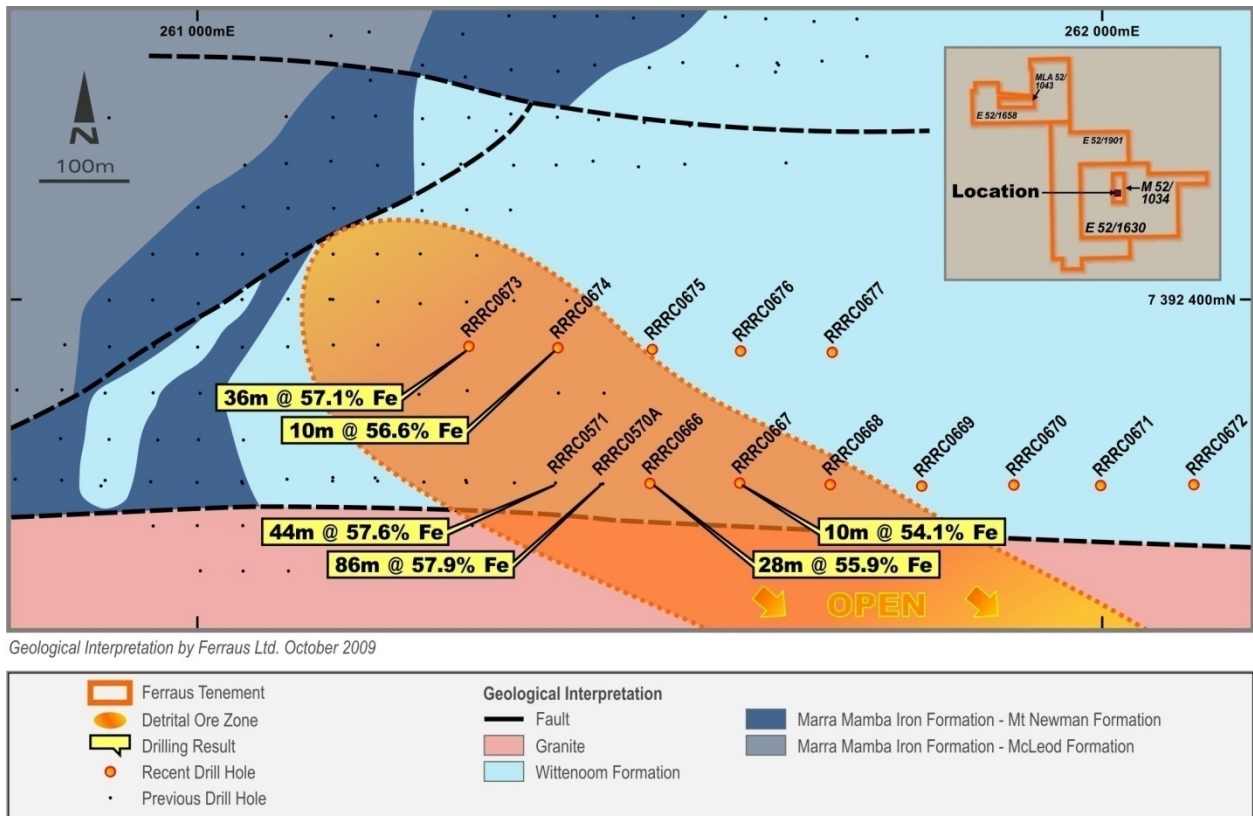 261 000mE
262 000mE
N
100m
MLA 52/
1043
E 52/1658
E 52/1901
Location
M 52/
1034
E 52/1630
7 392 400mN
RRRC0673
RRRC0674
RRRC0675
RRRC0676
RRRC0677
36m @ 57.1% Fe
10m @ 56.6% Fe
RRRC0571
RRRC0570A
RRRC0666
RRRC0667
RRRC0668
RRRC0669
RRRC0670
RRRC0671
RRRC0672
44m @ 57.6% Fe
10m @ 54.1% Fe
86m @ 57.9% Fe
28m @ 55.9% Fe
OPEN
Geological Interpretation by Ferraus Ltd. October 2009
Ferraus Tenement
Detrital Ore Zone
Drilling Result
Recent Drill Hole
Previous Drill Hole
Geological Interpretation
Fault
Granite
Wittenoom Formation
Marra Mamba Iron Formation - Mt Newman Formation
Marra Mamba Iron Formation - McLeod Formation